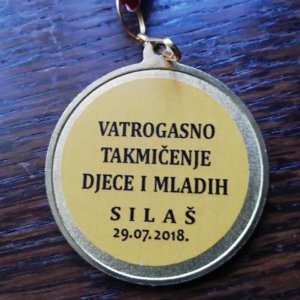 VATROGASNO
TAKMIČENJE
DJECE I MLADIH
SILAŠ
29.07.2018.